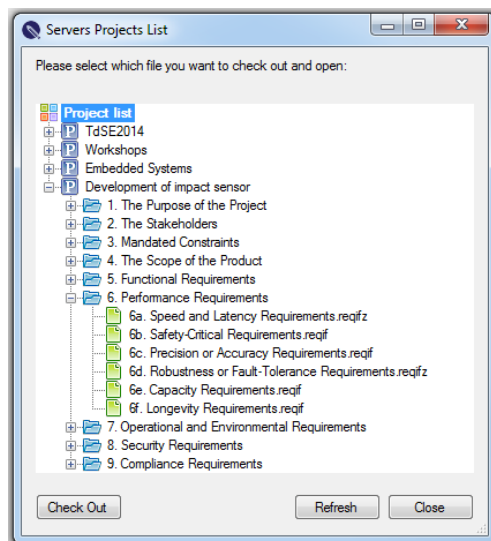 Servers Projects List
Please select which file you want to check out and open:
Project list
TdSE2014
Workshops
Embedded Systems
Development of impact sensor
1. The Purpose of the Project
2. The Stakeholders
3. Mandated Constraints
4. The Scope of the Product
5. Functional Requirements
6. Performance Requirements
6a. Speed and Latency Requirements.reqifz
6b. Safety-Critical Requirements.reqif
6c. Precision or Accuracy Requirements.reqif
6d. Robustness or Fault-Tolerance Requirements.reqifz
6e. Capacity Requirements.reqif
6f. Longevity Requirements.reqif
7. Operational and Environmental Requirements
8. Security Requirements
9. Compliance Requirements
Check Out Refresh Close